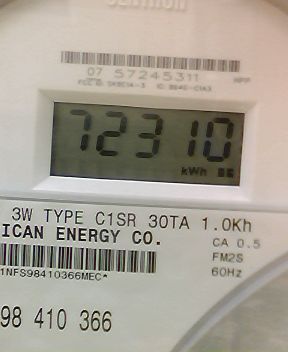 CENTRON
07 57245311
72310
kWh
3W TYPE C1SR 30TA 1.0Kh
ICAN ENERGY CO.
CA 0.5
FM2S
60Hz
1NFS98410366MEC*
98 410 366